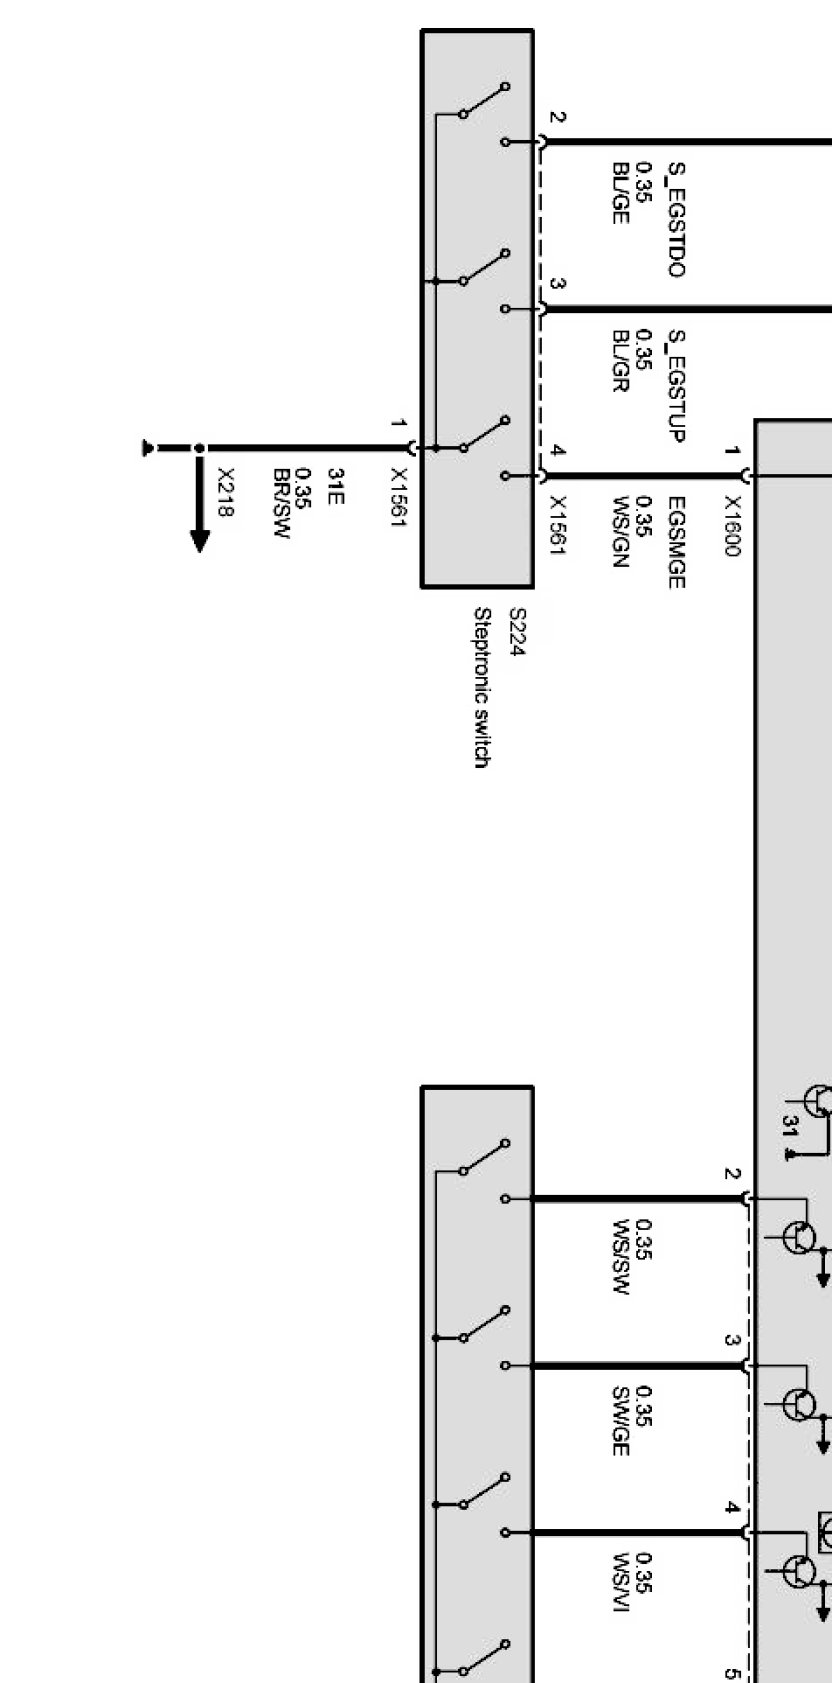 2
S_EGSTDO
0.35
BL/GE
3
S_EGSTUP
0.35
BL/GR
1
X1561
31E
0.35
BR/SW
X218
4
X1561
EGSMGE
0.35
WS/GN
1
X1600
S224
Steptronic switch
31
2
0.35
WS/SW
3
0.35
SW/GE
4
0.35
WS/VI
5